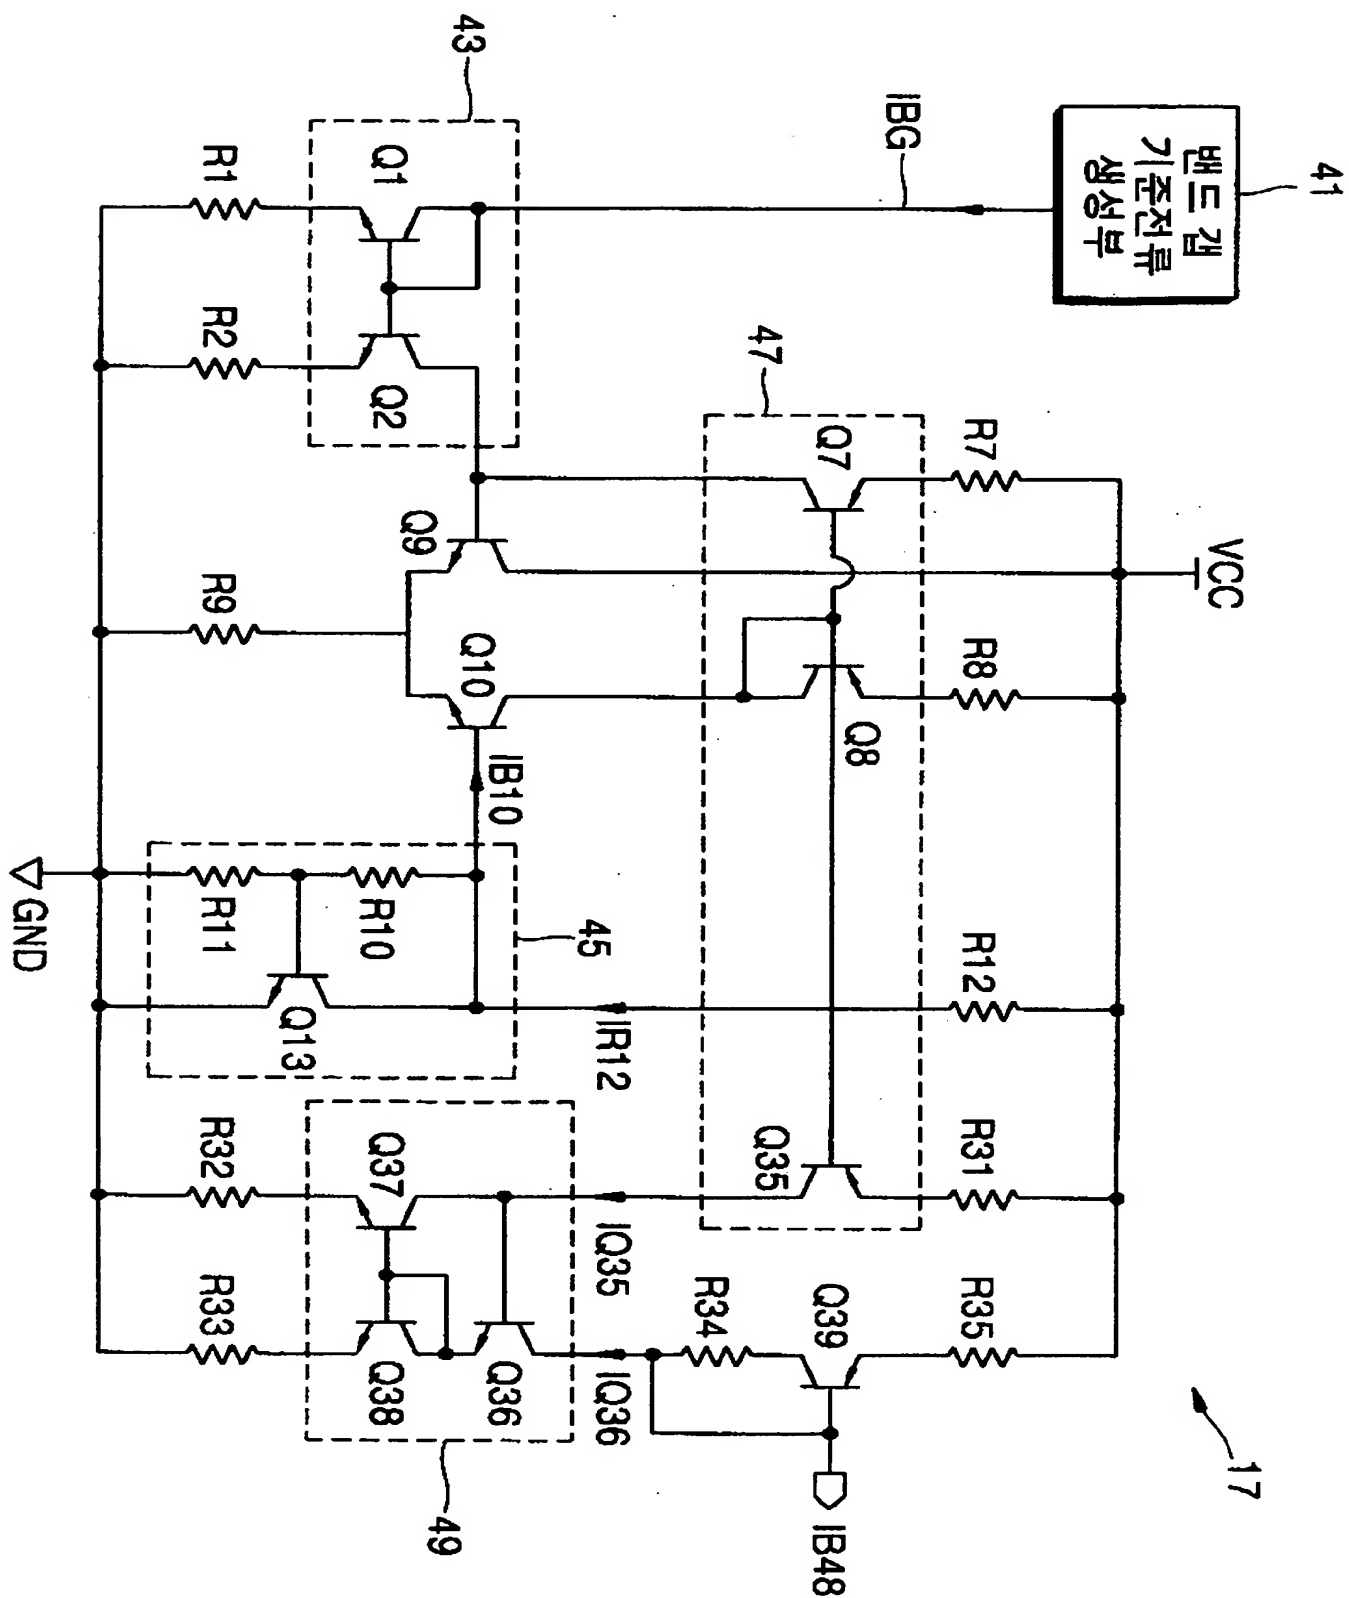 41
밴드갭
기준전류
생성부
VCC
17
IBG
R7
R8
R12
R31
R35
47
Q7
Q8
Q35
Q39
IB48
R34
43
Q1
Q2
Q9
Q10
IB10
45
IR12
IQ35
IQ36
Q37
Q36
Q38
49
R10
R11
Q13
R1
R2
R9
R32
R33
GND